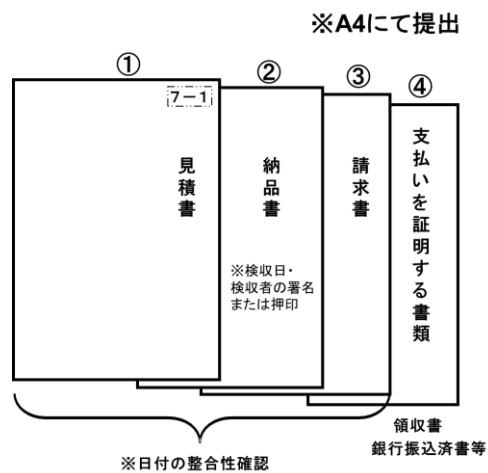 ※A4にて提出
①
②
③
④
7－1
見積書
納品書
※検収日・
検収者の署名
または押印
請求書
支払いを証明する書類
領収書
銀行振込済書等
※日付の整合性確認